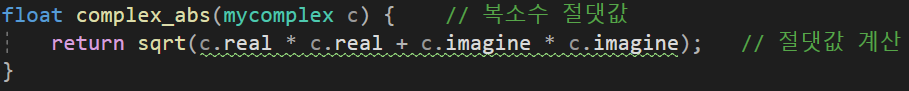 float complex_abs(mycomplex c) {    // 복소수 절댓값
    return sqrt(c.real * c.real + c.imagine * c.imagine);   // 절댓값 계산
}